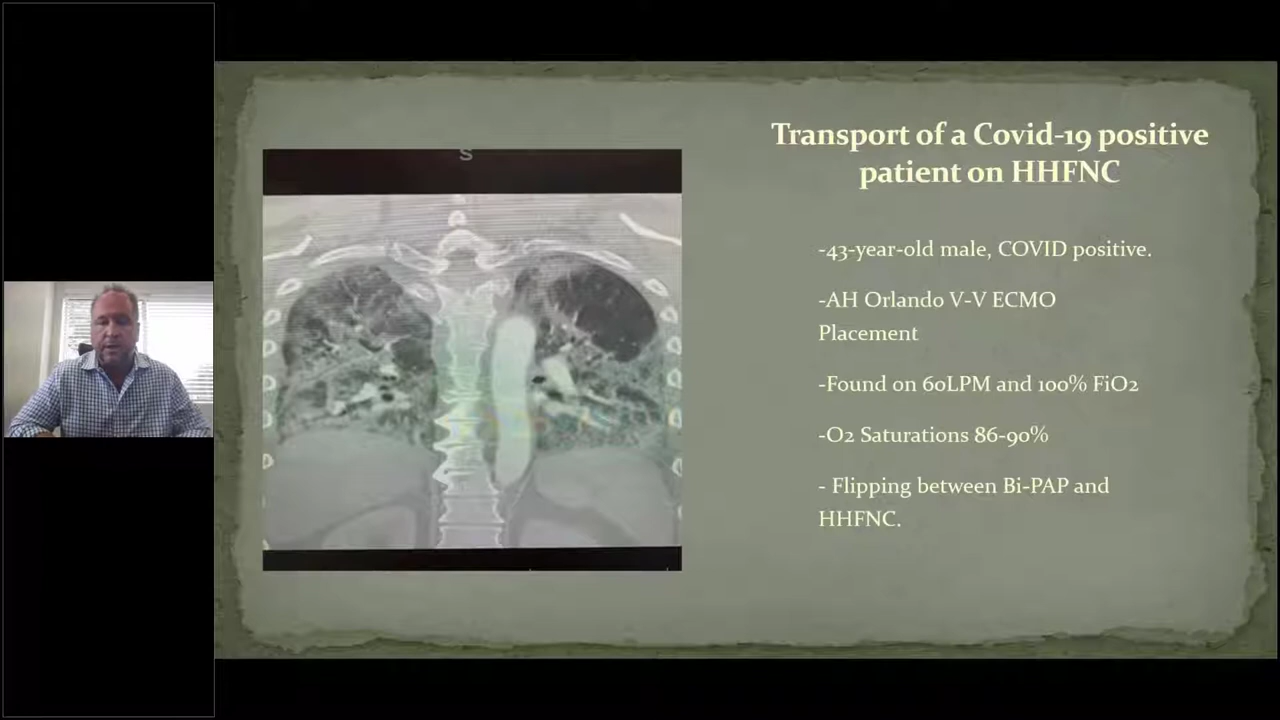 S
Transport of a Covid-19 positive
patient on HHFNC
-43-year-old male, COVID positive.
-AH Orlando V-V ECMO
Placement
-Found on 60LPM and 100% FiO2
-O2 Saturations 86-90%
- Flipping between Bi-PAP and
HHFNC.